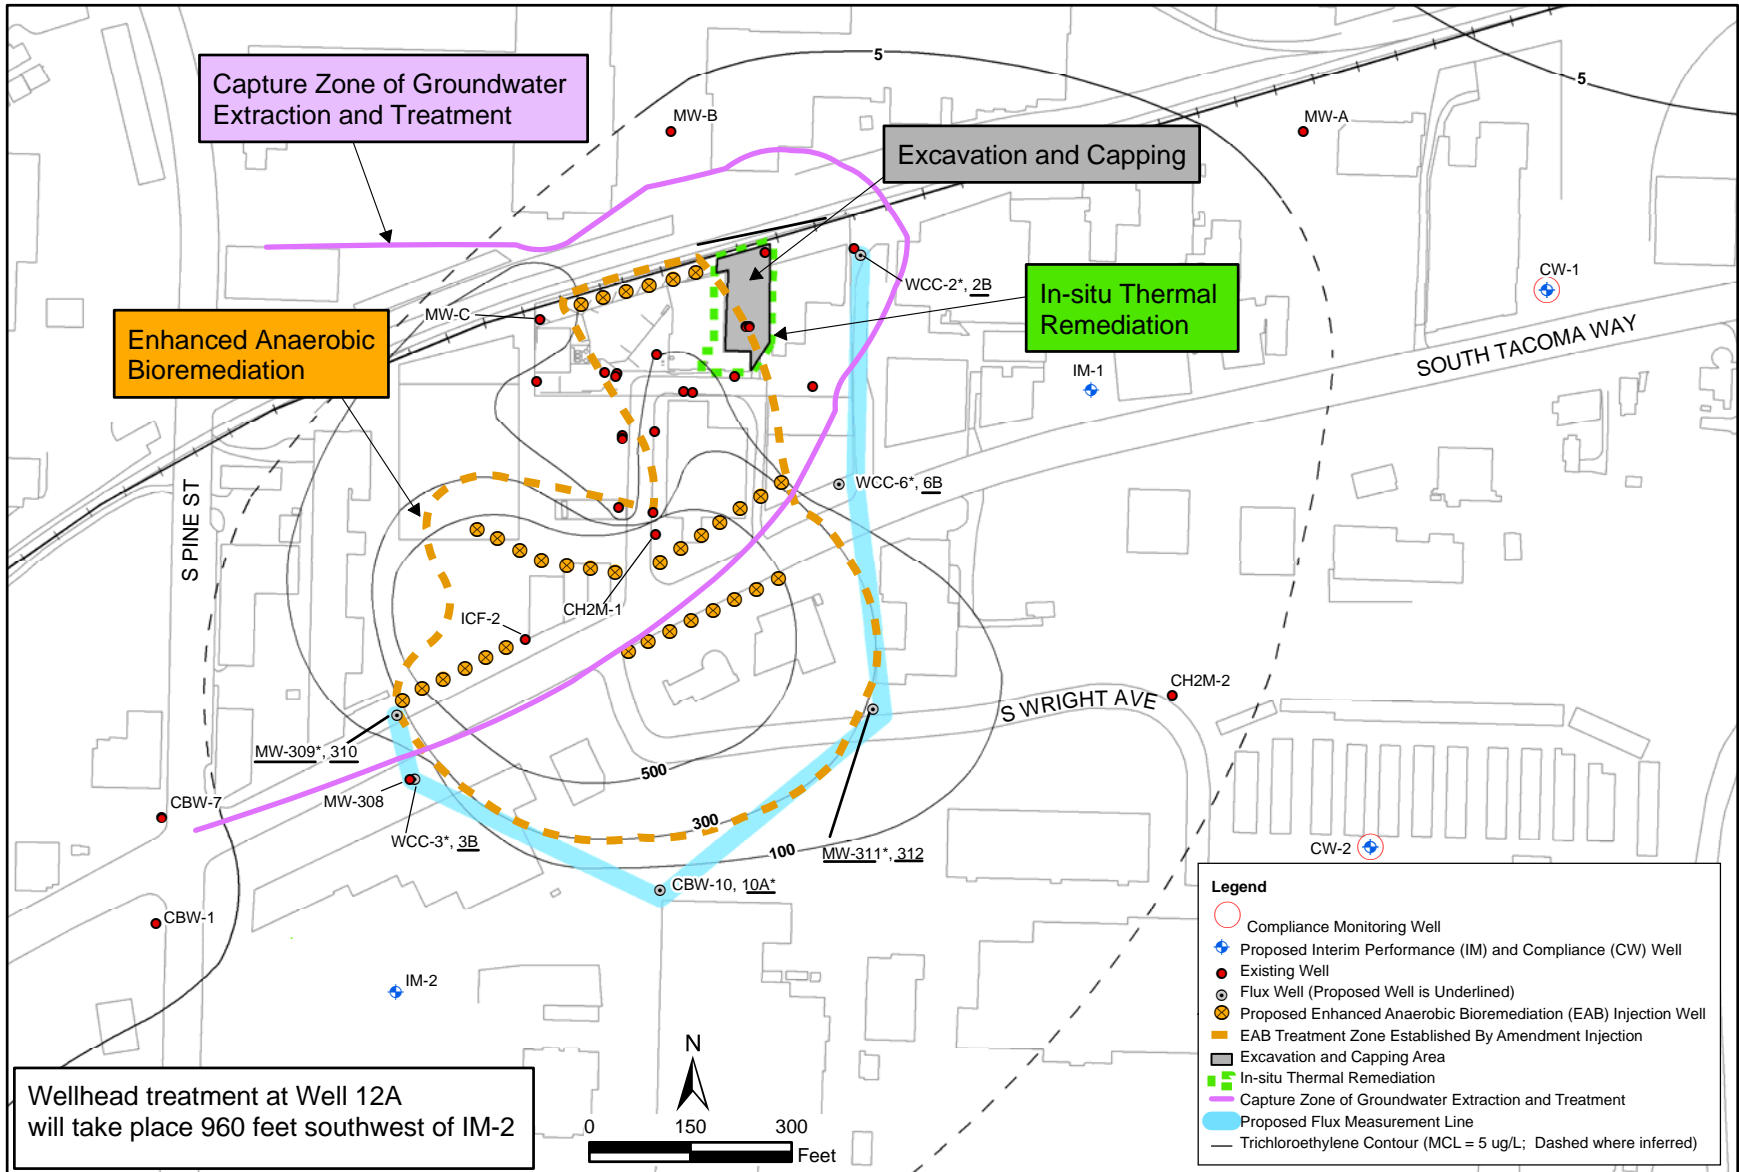 5
5
Capture Zone of Groundwater
Extraction and Treatment
MW-B
MW-A
Excavation and Capping
WCC-2*, 2B
CW-1
In-situ Thermal
Remediation
MW-C
Enhanced Anaerobic
Bioremediation
SOUTH TACOMA WAY
IM-1
S PINE ST
WCC-6*, 6B
CH2M-1
ICF-2
CH2M-2
S WRIGHT AVE
MW-309*, 310
500
MW-308
CBW-7
300
WCC-3*, 3B
100
MW-311*, 312
CW-2
CBW-10, 10A*
CBW-1
IM-2
Legend
Compliance Monitoring Well
Proposed Interim Performance (IM) and Compliance (CW) Well
Existing Well
Flux Well (Proposed Well is Underlined)
Proposed Enhanced Anaerobic Bioremediation (EAB) Injection Well
EAB Treatment Zone Established By Amendment Injection
Excavation and Capping Area
In-situ Thermal Remediation
Capture Zone of Groundwater Extraction and Treatment
Proposed Flux Measurement Line
Trichloroethylene Contour (MCL = 5 ug/L; Dashed where inferred)
N
0 150 300
Feet
Wellhead treatment at Well 12A
will take place 960 feet southwest of IM-2